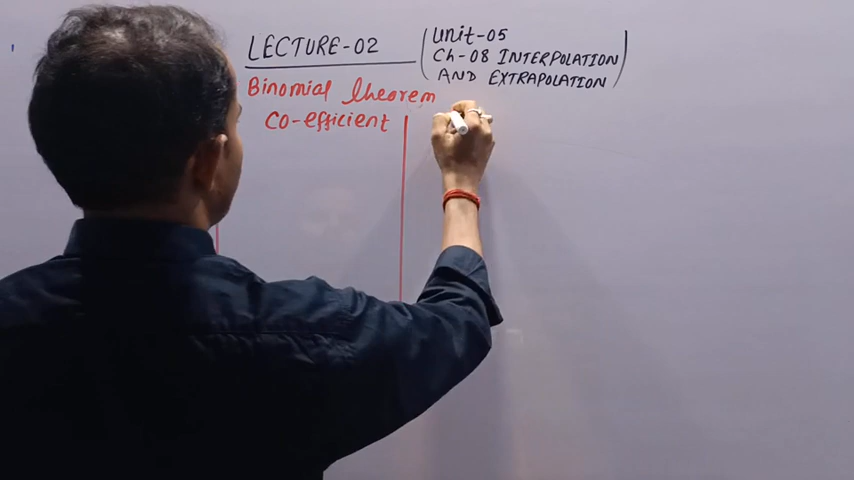 LECTURE-02
(Unit-05
Ch-08 INTERPOLATION
AND EXTRAPOLATION)
Binomial theorem
Co-efficient